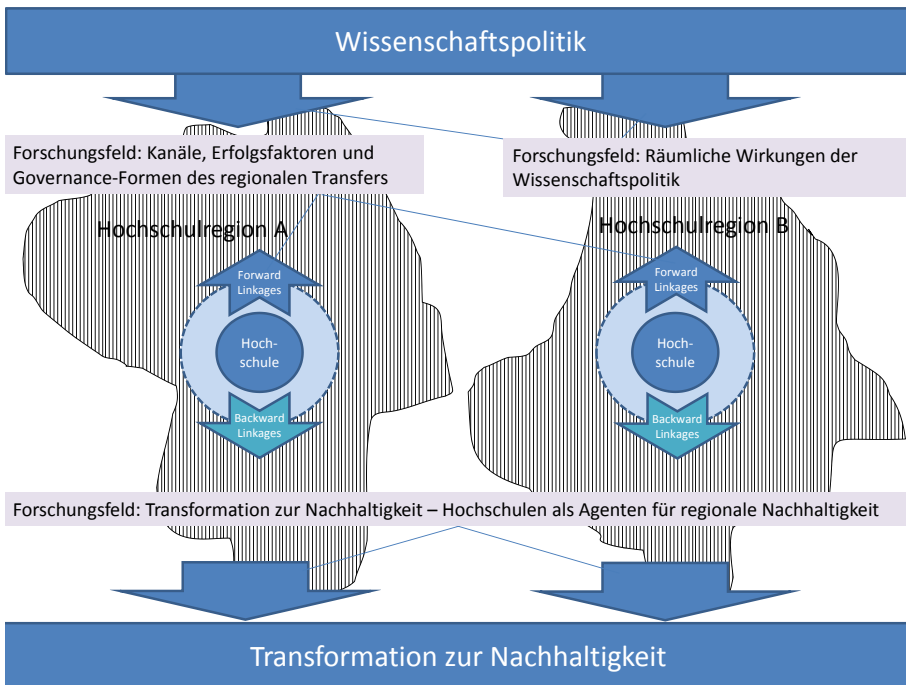 Wissenschaftspolitik
Forschungsfeld: Kanäle, Erfolgsfaktoren und
Governance-Formen des regionalen Transfers
Forschungsfeld: Räumliche Wirkungen der
Wissenschaftspolitik
Hochschulregion A
Hochschulregion B
Forward
Linkages
Hoch-
schule
Backward
Linkages
Forward
Linkages
Hoch-
schule
Backward
Linkages
Forschungsfeld: Transformation zur Nachhaltigkeit – Hochschulen als Agenten für regionale Nachhaltigkeit
Transformation zur Nachhaltigkeit